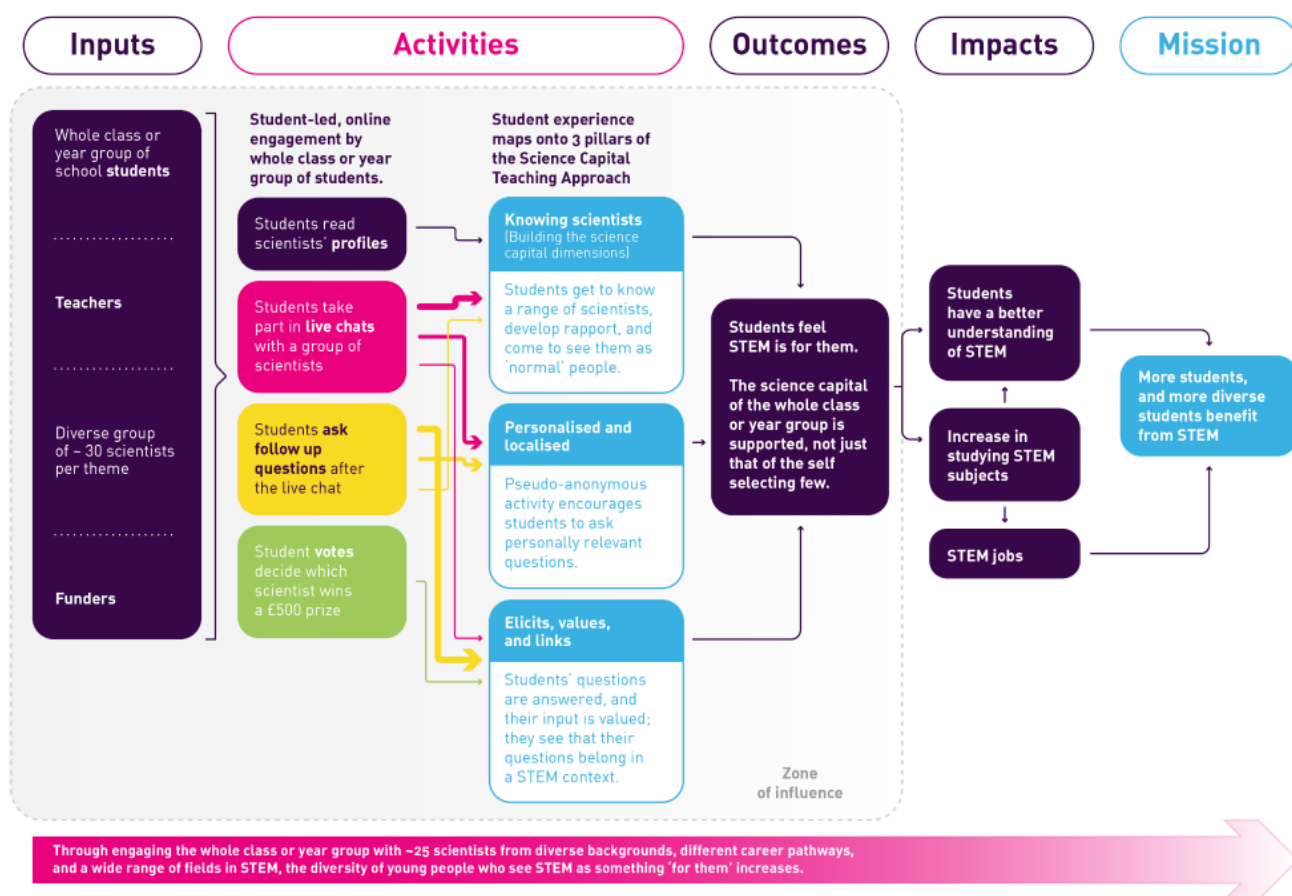 Inputs
Activities
Outcomes
Impacts
Mission
Whole class or
year group of
school students
Teachers
Diverse group
of ~ 30 scientists
per theme
Funders
Student-led, online
engagement by
whole class or year
group of students.
Students read
scientists’ profiles
Students take
part in live chats
with a group of
scientists
Students ask
follow up
questions after
the live chat
Student votes
decide which
scientist wins
a £500 prize
Student experience
maps onto 3 pillars of
the Science Capital
Teaching Approach
Knowing scientists
(Building the science
capital dimensions)
Students get to know
a range of scientists,
develop rapport, and
come to see them as
‘normal’ people.
Personalised and
localised
Pseudo-anonymous
activity encourages
students to ask
personally relevant
questions.
Elicits, values,
and links
Students’ questions
are answered, and
their input is valued;
they see that their
questions belong in
a STEM context.
Students feel
STEM is for them.
The science capital
of the whole class
or year group is
supported, not just
that of the self
selecting few.
Zone
of influence
Students
have a better
understanding
of STEM
Increase in
studying STEM
subjects
STEM jobs
More students,
and more diverse
students benefit
from STEM
Through engaging the whole class or year group with ~25 scientists from diverse backgrounds, different career pathways,
and a wide range of fields in STEM, the diversity of young people who see STEM as something ‘for them’ increases.